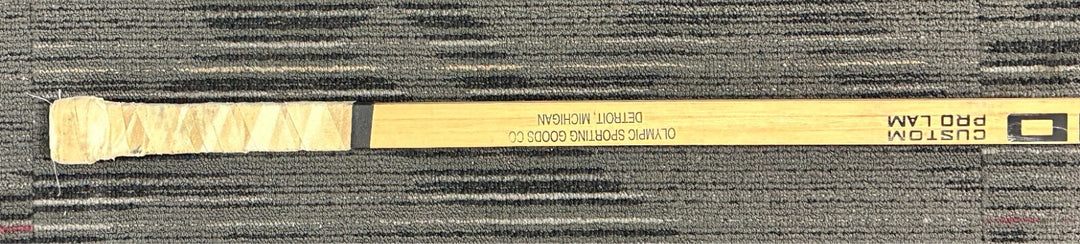 CUSTOM
PRO LAM
OLYMPIC SPORTING GOODS CO
DETROIT, MICHIGAN